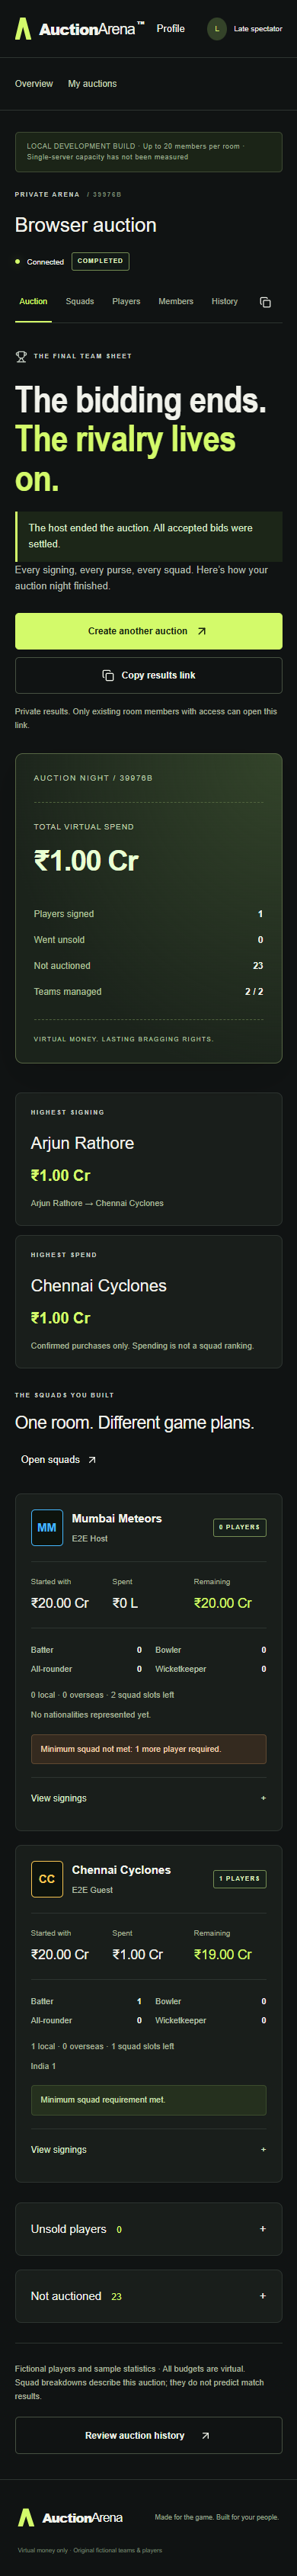 AuctionArena™ Profile L Late spectator
Overview My auctions
LOCAL DEVELOPMENT BUILD · Up to 20 members per room ·
Single-server capacity has not been measured
PRIVATE ARENA / 39976B
Browser auction
Connected COMPLETED
Auction Squads Players Members History
THE FINAL TEAM SHEET
The bidding ends.
The rivalry lives
on.
The host ended the auction. All accepted bids were
settled.
Every signing, every purse, every squad. Here's how your
auction night finished.
Create another auction
Copy results link
Private results. Only existing room members with access can open this
link.
AUCTION NIGHT / 39976B
TOTAL VIRTUAL SPEND
₹1.00 Cr
Players signed 1
Went unsold 0
Not auctioned 23
Teams managed 2 / 2
VIRTUAL MONEY. LASTING BRAGGING RIGHTS.
HIGHEST SIGNING
Arjun Rathore
₹1.00 Cr
Arjun Rathore → Chennai Cyclones
HIGHEST SPEND
Chennai Cyclones
₹1.00 Cr
Confirmed purchases only. Spending is not a squad ranking.
THE SQUADS YOU BUILT
One room. Different game plans.
Open squads
MM Mumbai Meteors 0 PLAYERS
E2E Host
Started with Spent Remaining
₹20.00 Cr ₹0 L ₹20.00 Cr
Batter 0 Bowler 0
All-rounder 0 Wicketkeeper 0
0 local · 0 overseas · 2 squad slots left
No nationalities represented yet.
Minimum squad not met: 1 more player required.
View signings +
CC Chennai Cyclones 1 PLAYERS
E2E Guest
Started with Spent Remaining
₹20.00 Cr ₹1.00 Cr ₹19.00 Cr
Batter 1 Bowler 0
All-rounder 0 Wicketkeeper 0
1 local · 0 overseas · 1 squad slots left
India 1
Minimum squad requirement met.
View signings +
Unsold players 0 +
Not auctioned 23 +
Fictional players and sample statistics · All budgets are virtual.
Squad breakdowns describe this auction; they do not predict match
results.
Review auction history
AuctionArena Made for the game. Built for your people.
Virtual money only · Original fictional teams & players